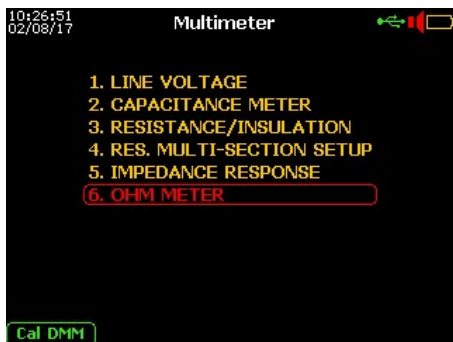 10:26:51
02/08/17
Multimeter
1. LINE VOLTAGE
2. CAPACITANCE METER
3. RESISTANCE/INSULATION
4. RES. MULTI-SECTION SETUP
5. IMPEDANCE RESPONSE
6. OHM METER
Cal DMM